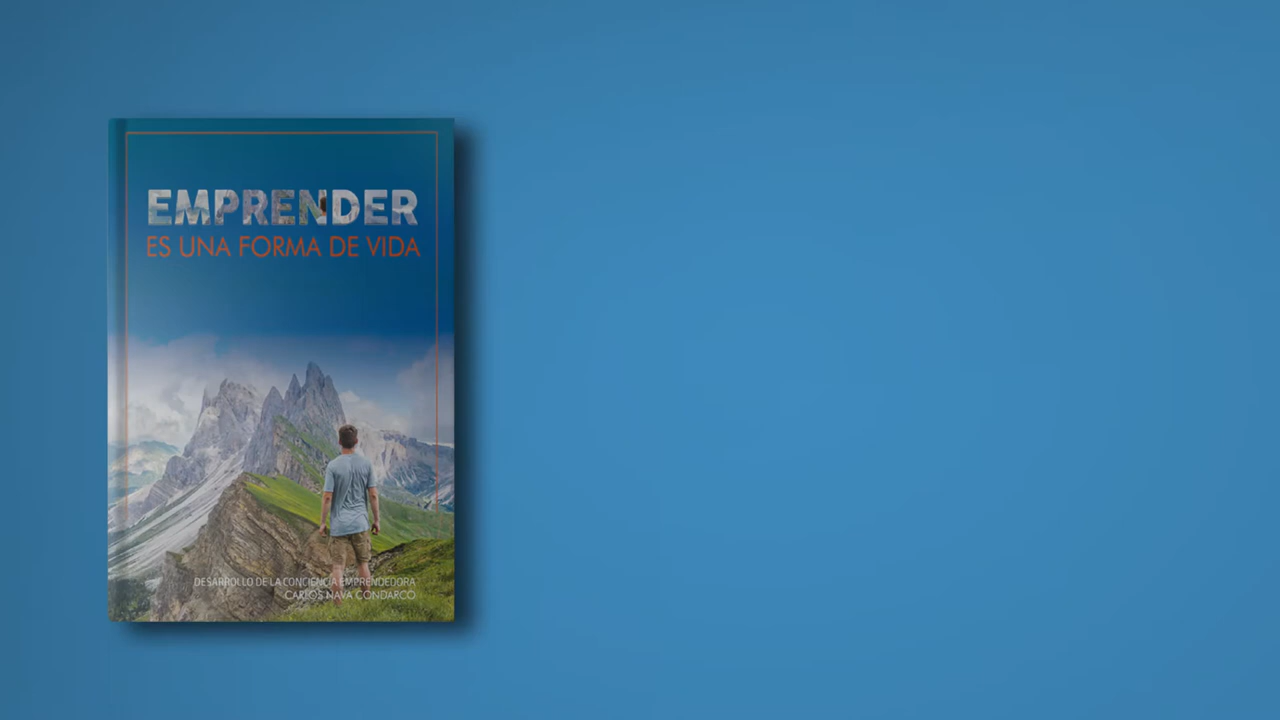 EMPRENDER
ES UNA FORMA DE VIDA
DESARROLLO DE LA CONCIENCIA EMPRENDEDORA
CARLOS NAVA CONDARCO